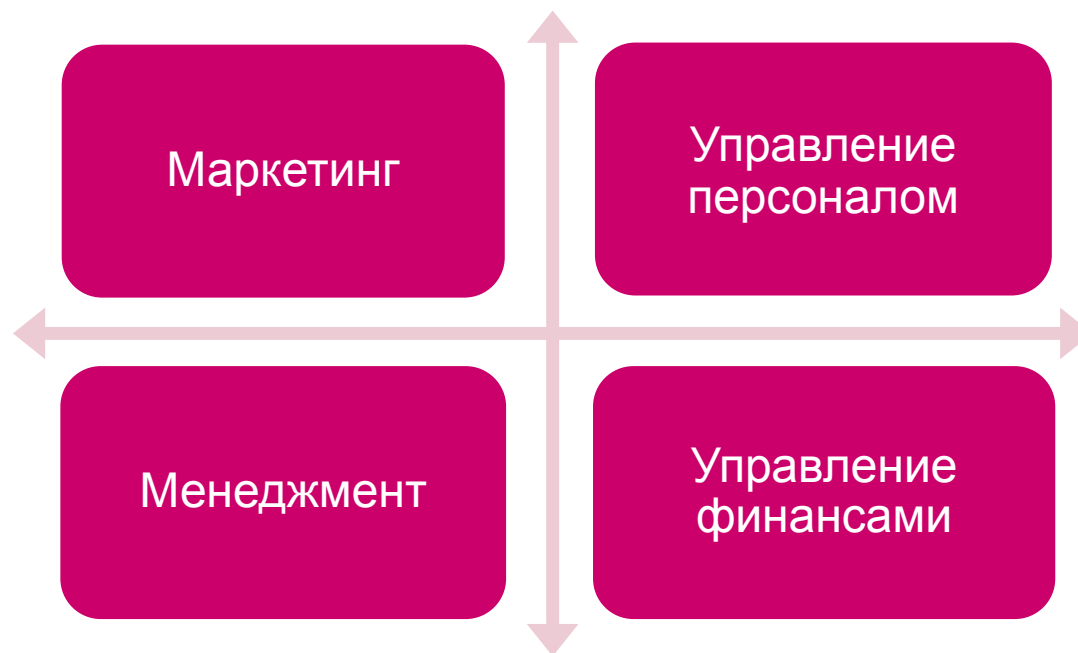 Маркетинг
Управление
персоналом
Менеджмент
Управление
финансами